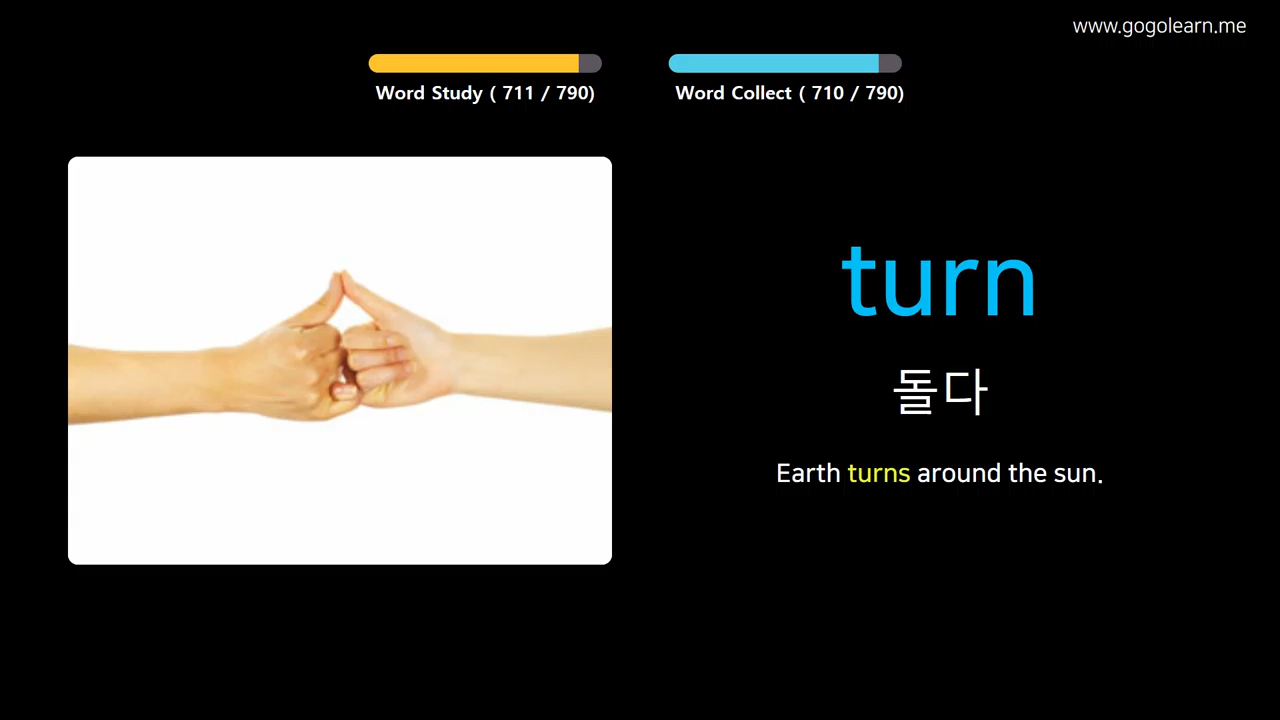 www.gogolearn.me
Word Study ( 711 / 790)
Word Collect ( 710 / 790)
turn
돌다
Earth turns around the sun.